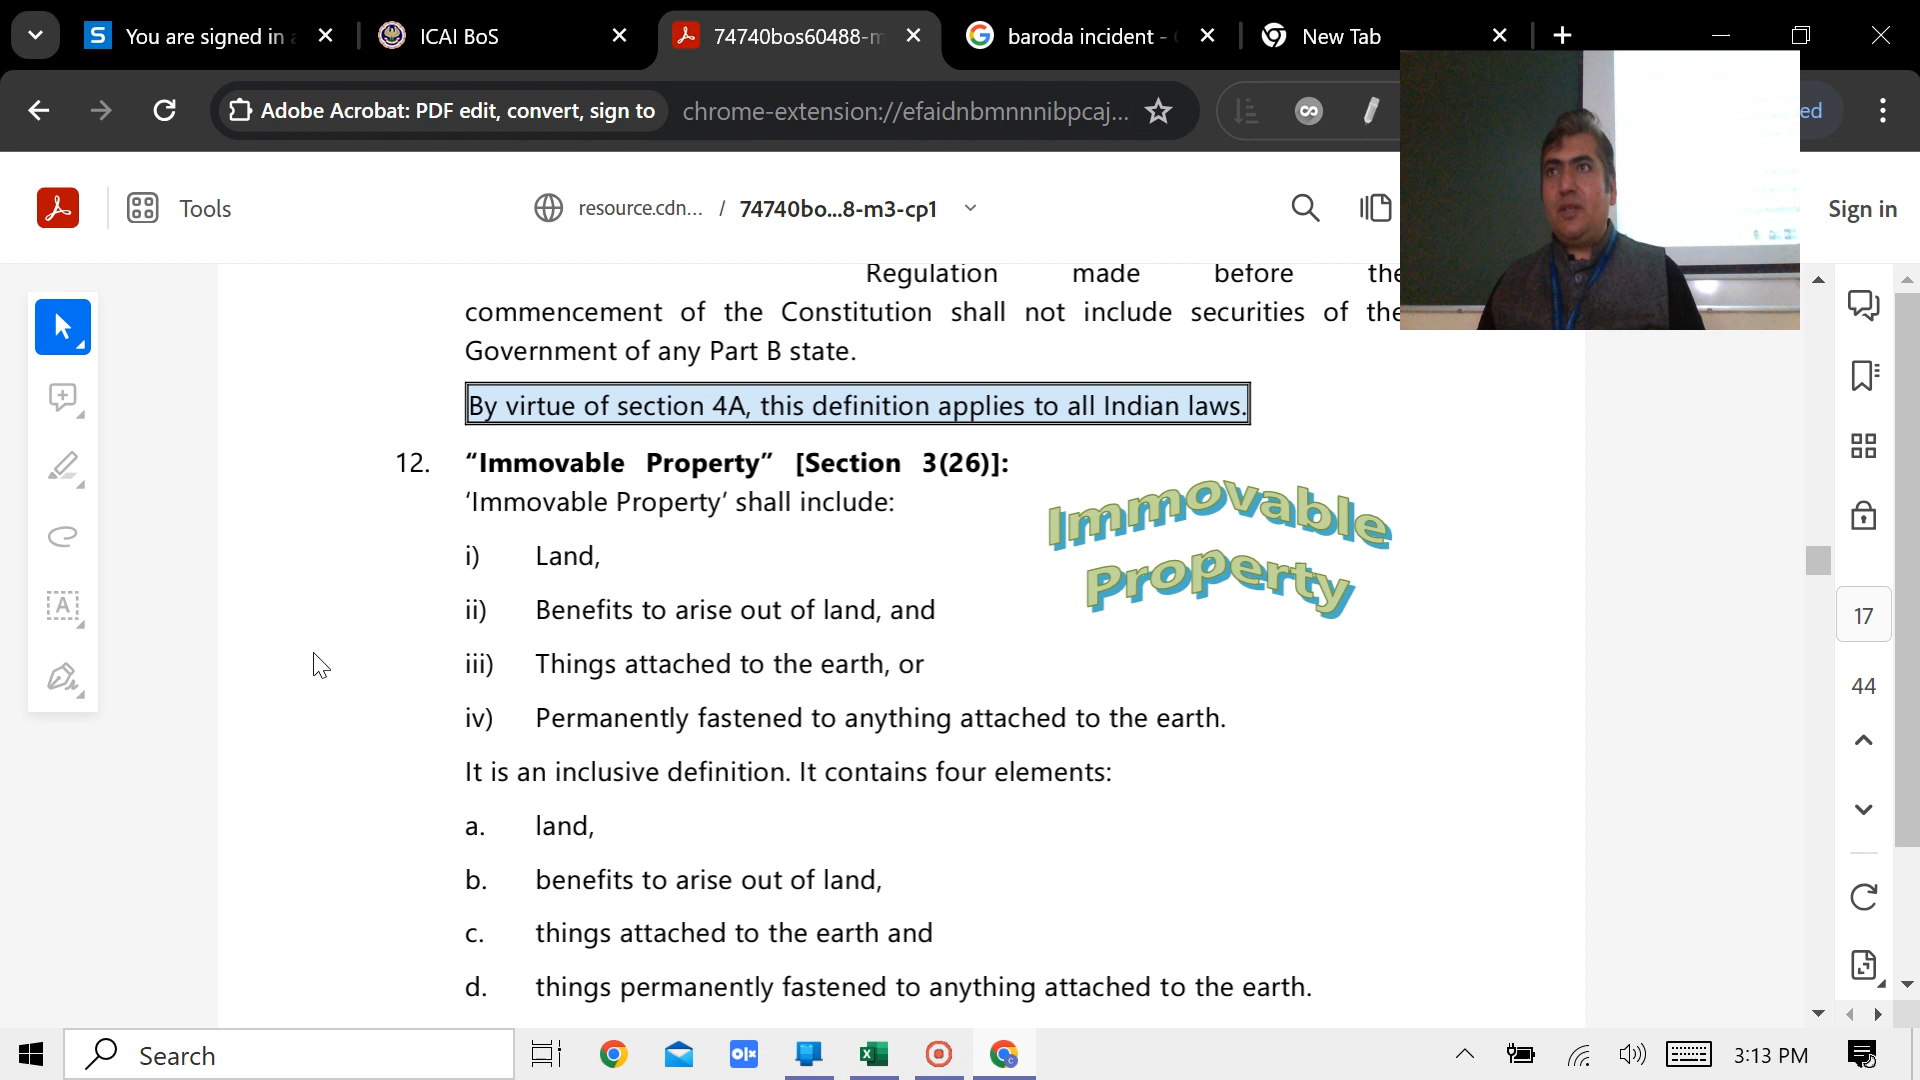 You are signed in a
ICAI BoS
74740bos60488-m
baroda incident - G
New Tab
Adobe Acrobat: PDF edit, convert, sign to
chrome-extension://efaidnbmnnnibpcaj...
ed
Tools
resource.cdn... / 74740bo...8-m3-cp1
Sign in
Regulation made before the
commencement of the Constitution shall not include securities of the
Government of any Part B state.
By virtue of section 4A, this definition applies to all Indian laws.
12. “Immovable Property” [Section 3(26)]:
‘Immovable Property’ shall include:
Immovable
Property
i) Land,
ii) Benefits to arise out of land, and
iii) Things attached to the earth, or
iv) Permanently fastened to anything attached to the earth.
It is an inclusive definition. It contains four elements:
a. land,
b. benefits to arise out of land,
c. things attached to the earth and
d. things permanently fastened to anything attached to the earth.
17
44
Search
olx
3:13 PM